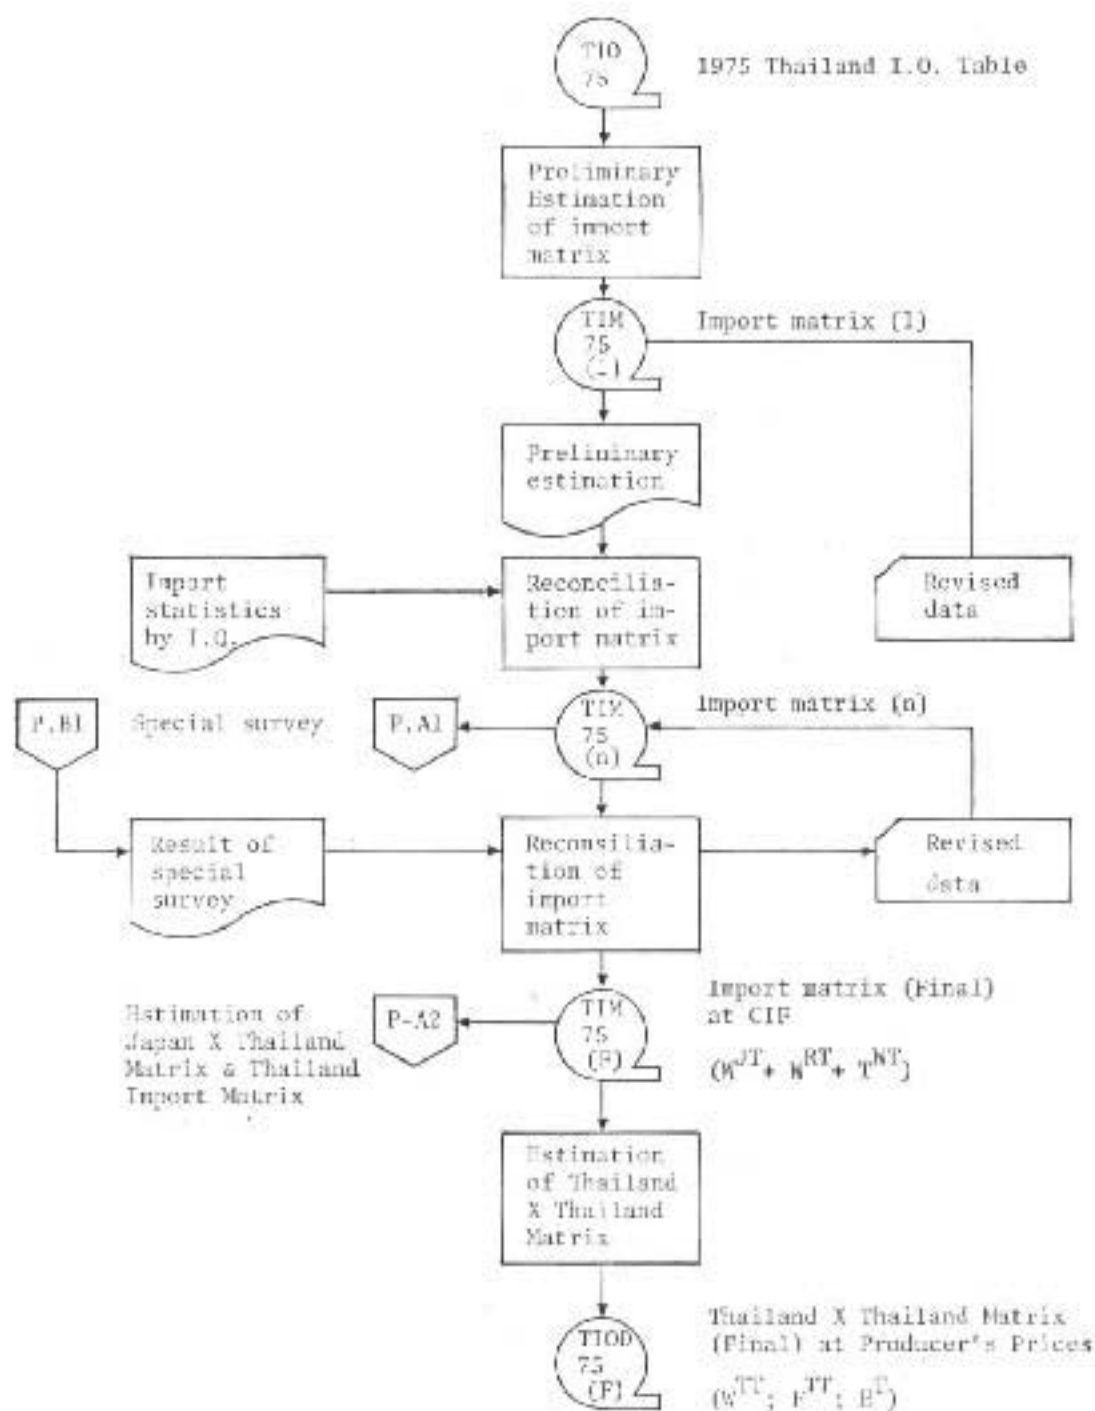 TIO
75
1975 Thailand I.O. Table
Preliminary
Estimation
of import
matrix
TIM
75
(1)
Import matrix (1)
Preliminary
estimation
Import
statistics
by I.O.
Reconcilia-
tion of im-
port matrix
Revised
data
P.B1
Special survey
P.A1
TIM
75
(n)
Import matrix (n)
Result of
special
survey
Reconsilia-
tion of
import
matrix
Revised
data
Estimation of
Japan X Thailand
Matrix & Thailand
Import Matrix
P-A2
TIM
75
(F)
Import matrix (Final)
at CIF
Estimation
of Thailand
X Thailand
Matrix
TIOD
75
(F)
Thailand X Thailand Matrix
(Final) at Producer's Prices